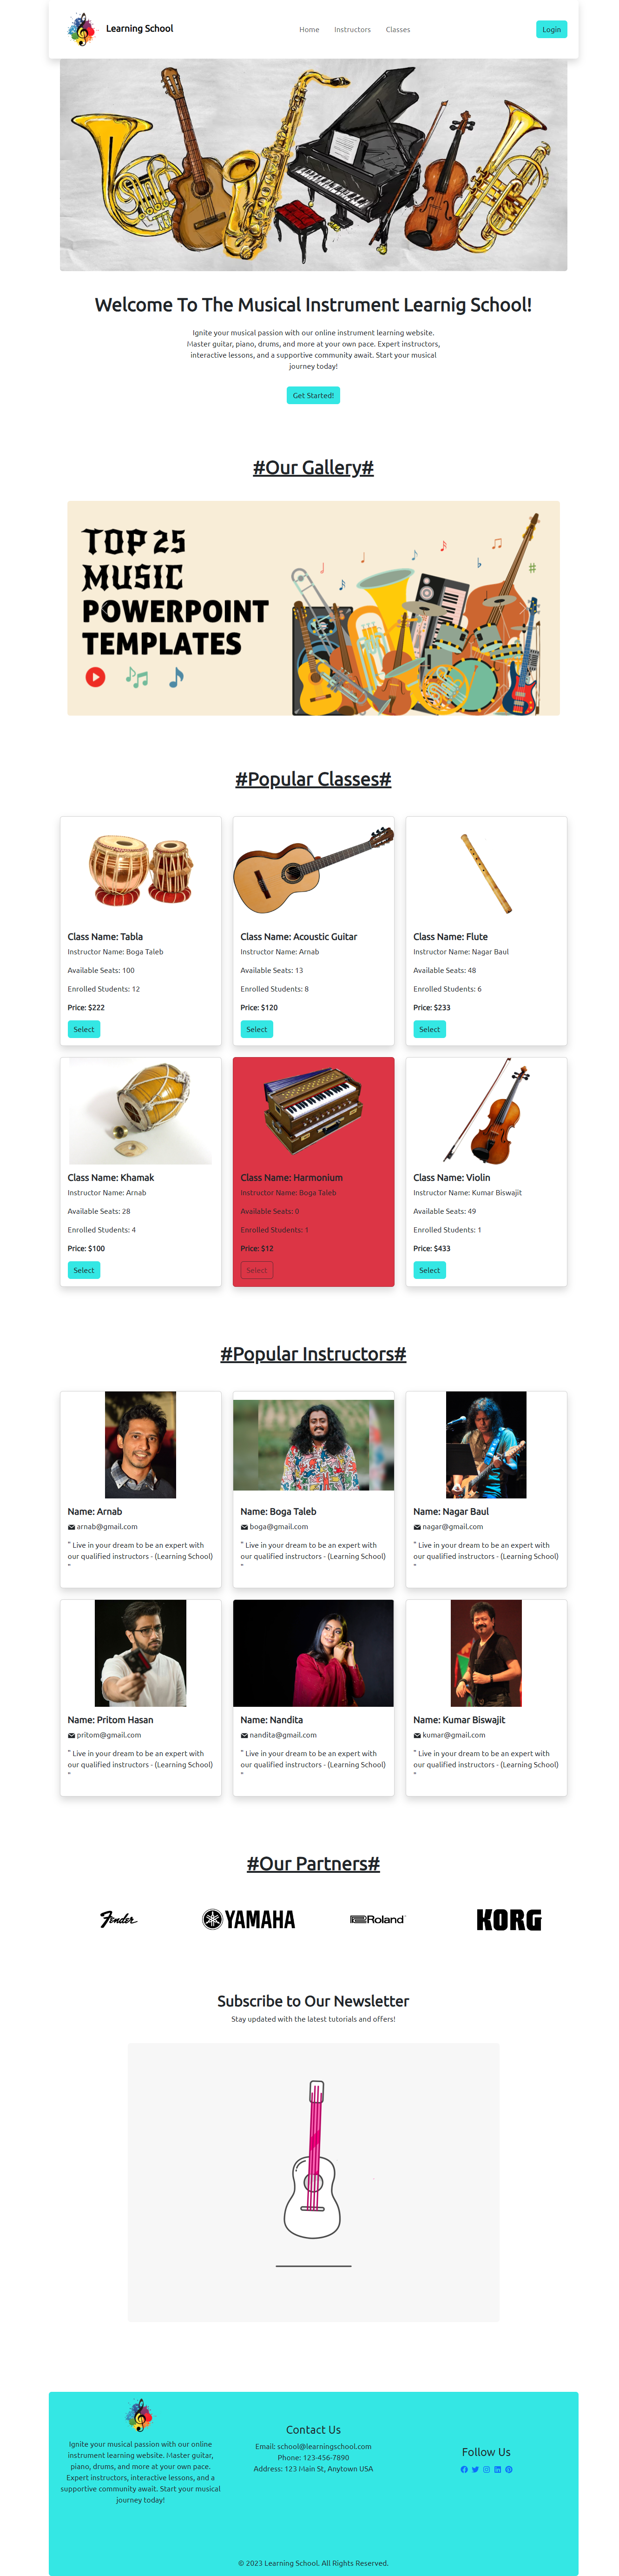 Learning School
Home
Instructors
Classes
Login
Welcome To The Musical Instrument Learnig School!
Ignite your musical passion with our online instrument learning website.
Master guitar, piano, drums, and more at your own pace. Expert instructors,
interactive lessons, and a supportive community await. Start your musical
journey today!
Get Started!
#Our Gallery#
TOP 25
MUSIC
POWERPOINT
TEMPLATES
#Popular Classes#
Class Name: Tabla
Instructor Name: Boga Taleb
Available Seats: 100
Enrolled Students: 12
Price: $222
Select
Class Name: Acoustic Guitar
Instructor Name: Arnab
Available Seats: 13
Enrolled Students: 8
Price: $120
Select
Class Name: Flute
Instructor Name: Nagar Baul
Available Seats: 48
Enrolled Students: 6
Price: $233
Select
Class Name: Khamak
Instructor Name: Arnab
Available Seats: 28
Enrolled Students: 4
Price: $100
Select
Class Name: Harmonium
Instructor Name: Boga Taleb
Available Seats: 0
Enrolled Students: 1
Price: $12
Select
Class Name: Violin
Instructor Name: Kumar Biswajit
Available Seats: 49
Enrolled Students: 1
Price: $433
Select
#Popular Instructors#
Name: Arnab
arnab@gmail.com
" Live in your dream to be an expert with
our qualified instructors - (Learning School)
"
Name: Boga Taleb
boga@gmail.com
" Live in your dream to be an expert with
our qualified instructors - (Learning School)
"
Name: Nagar Baul
nagar@gmail.com
" Live in your dream to be an expert with
our qualified instructors - (Learning School)
"
Name: Pritom Hasan
pritom@gmail.com
" Live in your dream to be an expert with
our qualified instructors - (Learning School)
"
Name: Nandita
nandita@gmail.com
" Live in your dream to be an expert with
our qualified instructors - (Learning School)
"
Name: Kumar Biswajit
kumar@gmail.com
" Live in your dream to be an expert with
our qualified instructors - (Learning School)
"
#Our Partners#
Fender
YAMAHA
Roland
KORG
Subscribe to Our Newsletter
Stay updated with the latest tutorials and offers!
Ignite your musical passion with our online
instrument learning website. Master guitar,
piano, drums, and more at your own pace.
Expert instructors, interactive lessons, and a
supportive community await. Start your musical
journey today!
Contact Us
Email: school@learningschool.com
Phone: 123-456-7890
Address: 123 Main St, Anytown USA
Follow Us
© 2023 Learning School. All Rights Reserved.